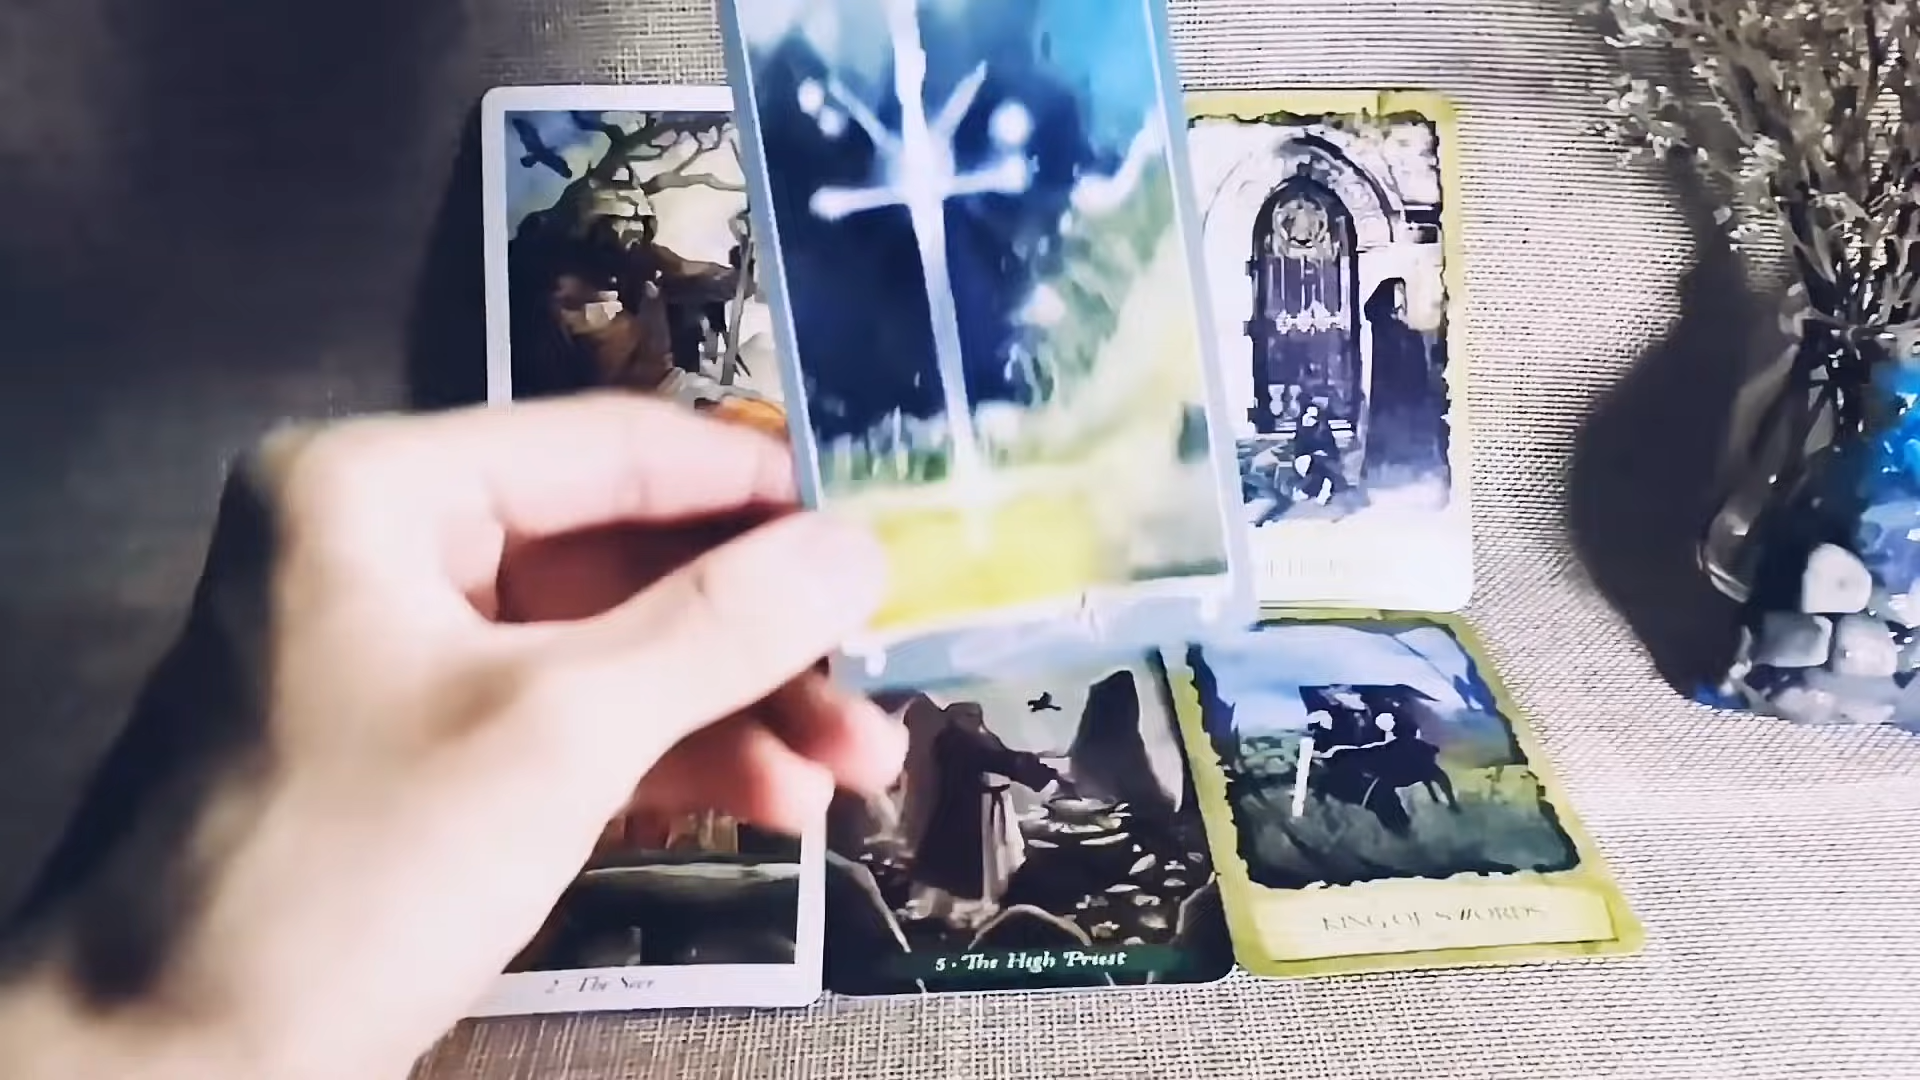 2 · The Seer
5 · The High Priest
KING OF SWORDS